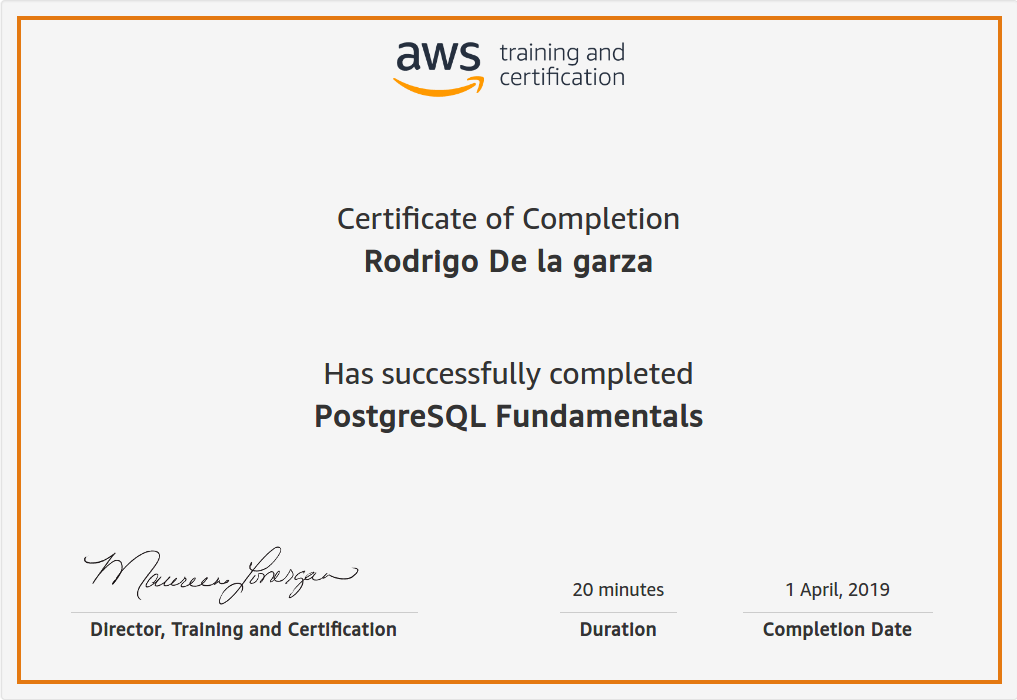 aws training and
certification
Certificate of Completion
Rodrigo De la garza
Has successfully completed
PostgreSQL Fundamentals
Maureen Lonergan
20 minutes
1 April, 2019
Director, Training and Certification
Duration
Completion Date